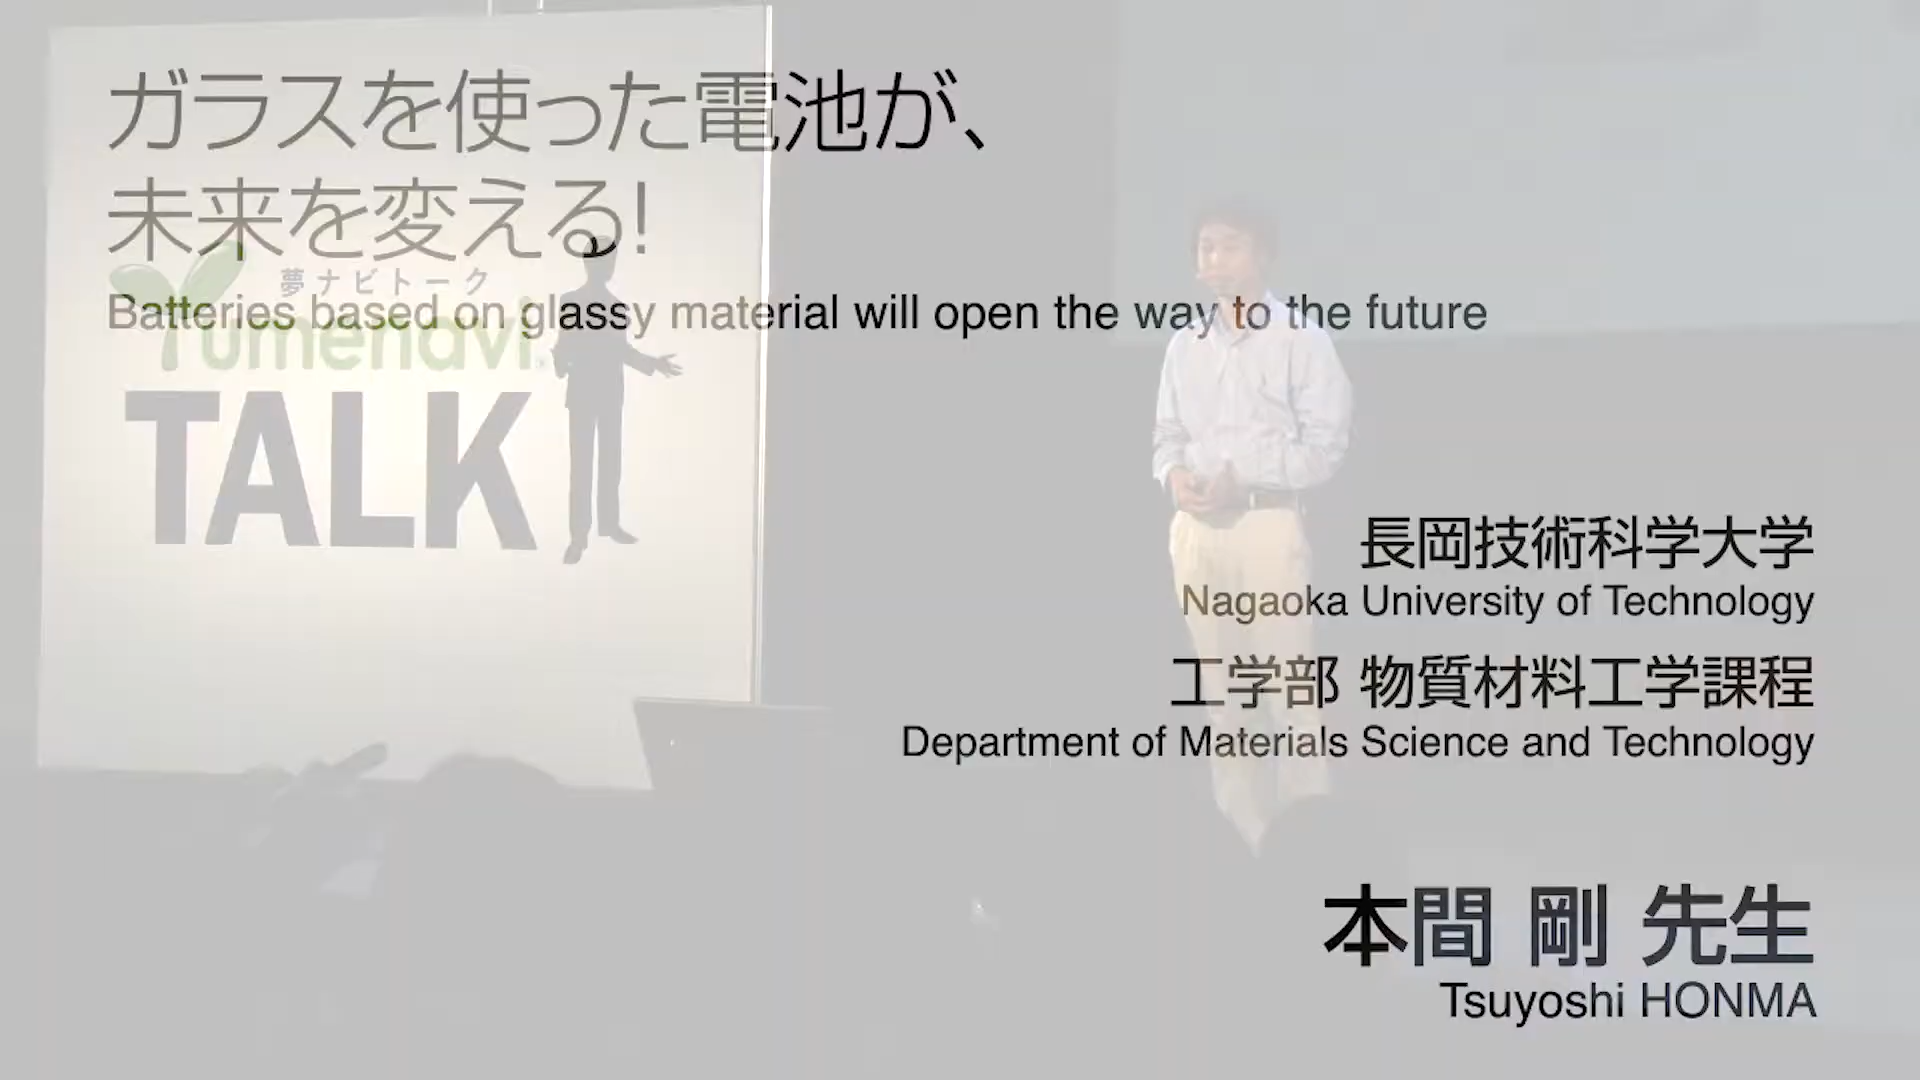 ガラスを使った電池が、
未来を変える!
Batteries based on glassy material will open the way to the future
夢ナビトーク
Yumenavi
TALK
長岡技術科学大学
Nagaoka University of Technology
工学部 物質材料工学課程
Department of Materials Science and Technology
本間 剛 先生
Tsuyoshi HONMA